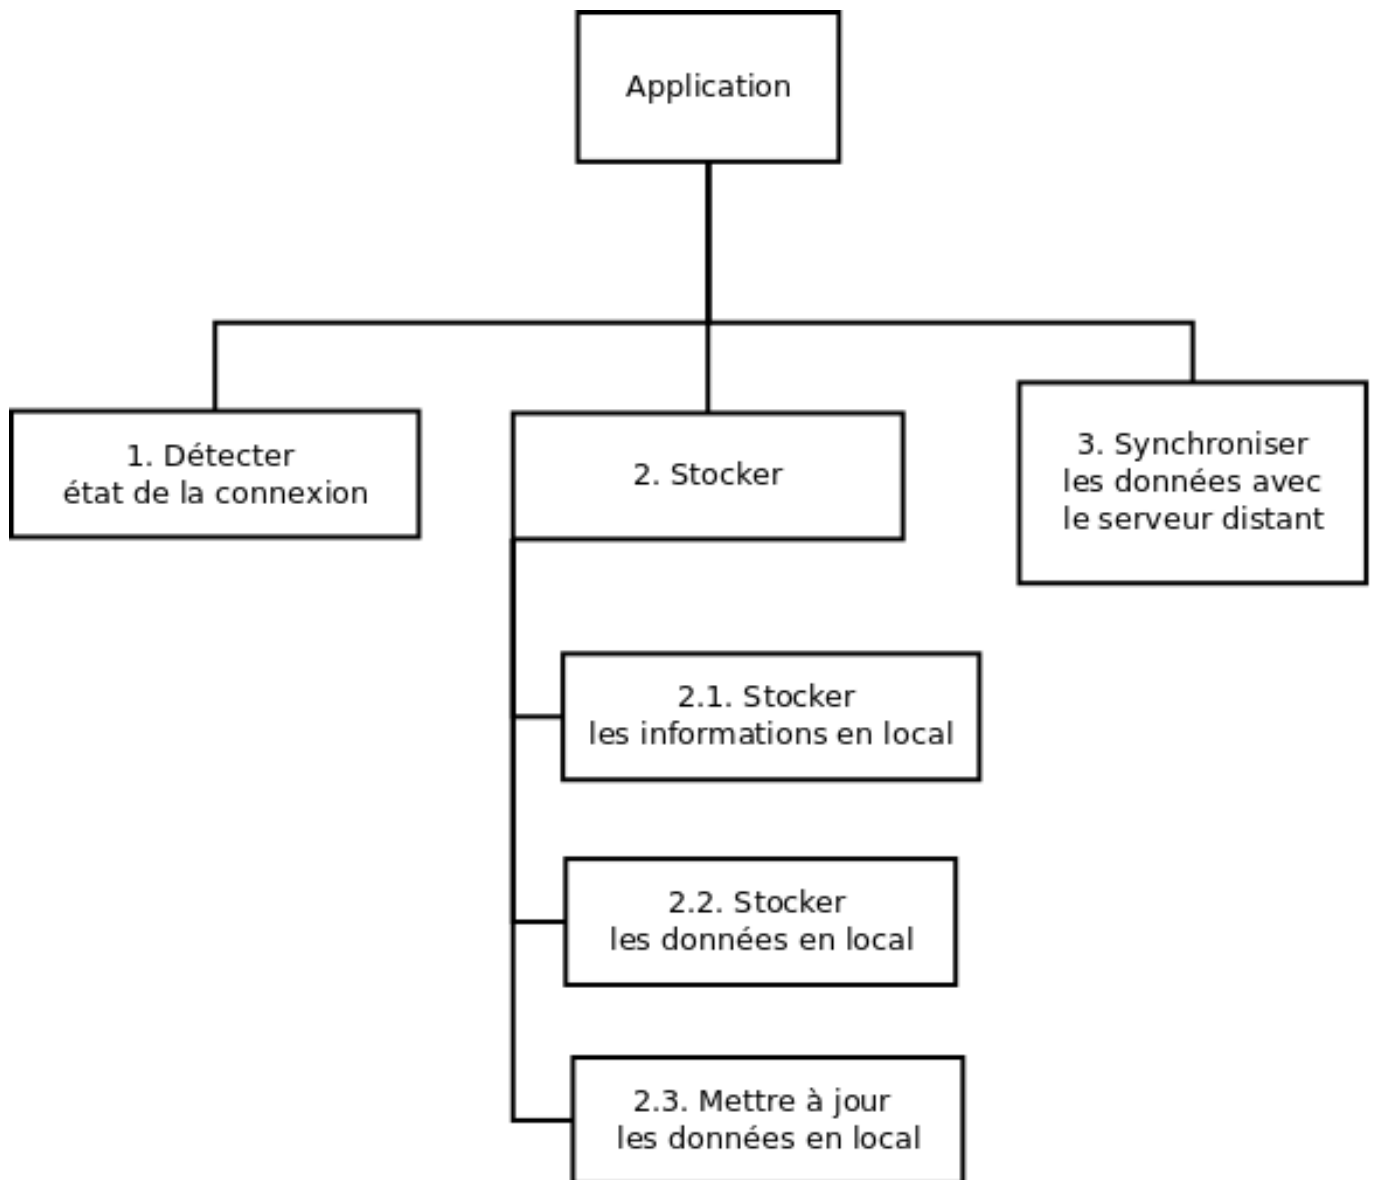 Application
1. Détecter
état de la connexion
2. Stocker
3. Synchroniser
les données avec
le serveur distant
2.1. Stocker
les informations en local
2.2. Stocker
les données en local
2.3. Mettre à jour
les données en local